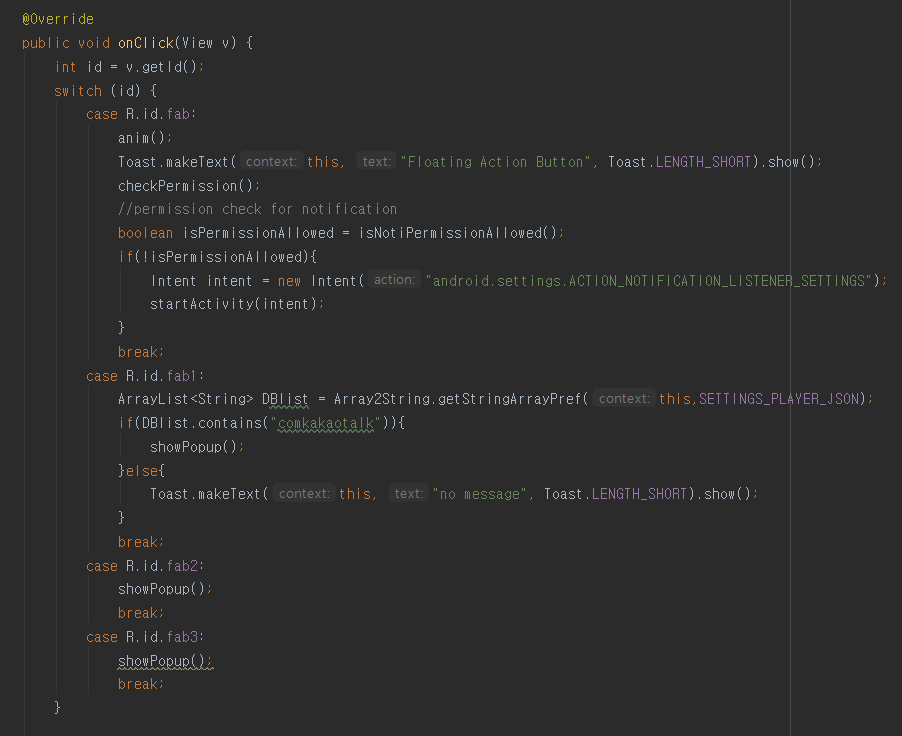 @Override
public void onClick(View v) {
int id = v.getId();
switch (id) {
case R.id.fab:
anim();
Toast.makeText( context: this, text: "Floating Action Button", Toast.LENGTH_SHORT).show();
checkPermission();
//permission check for notification
boolean isPermissionAllowed = isNotiPermissionAllowed();
if(!isPermissionAllowed){
Intent intent = new Intent( action: "android.settings.ACTION_NOTIFICATION_LISTENER_SETTINGS");
startActivity(intent);
}
break;
case R.id.fab1:
ArrayList<String> DBlist = Array2String.getStringArrayPref( context: this,SETTINGS_PLAYER_JSON);
if(DBlist.contains("comkakaotalk")){
showPopup();
}else{
Toast.makeText( context: this, text: "no message", Toast.LENGTH_SHORT).show();
}
break;
case R.id.fab2:
showPopup();
break;
case R.id.fab3:
showPopup();
break;
}